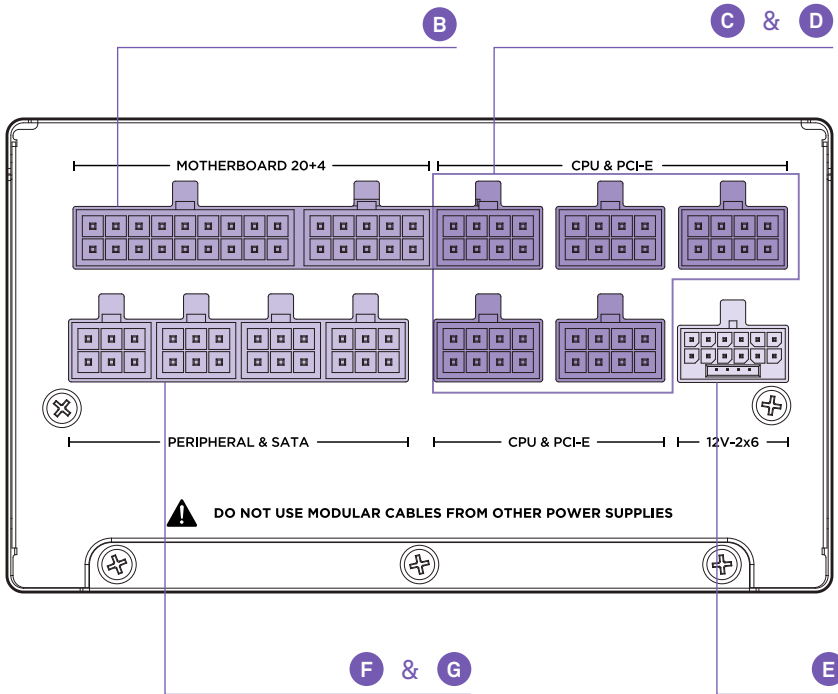 B
C & D
MOTHERBOARD 20+4
CPU & PCI-E
PERIPHERAL & SATA
CPU & PCI-E
12V-2x6
DO NOT USE MODULAR CABLES FROM OTHER POWER SUPPLIES
F & G
E